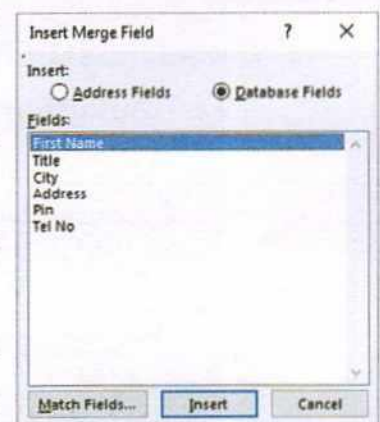 Insert Merge Field ? ×
Insert:
Address Fields Database Fields
Fields:
First Name
Title
City
Address
Pin
Tel No
Match Fields... Insert Cancel